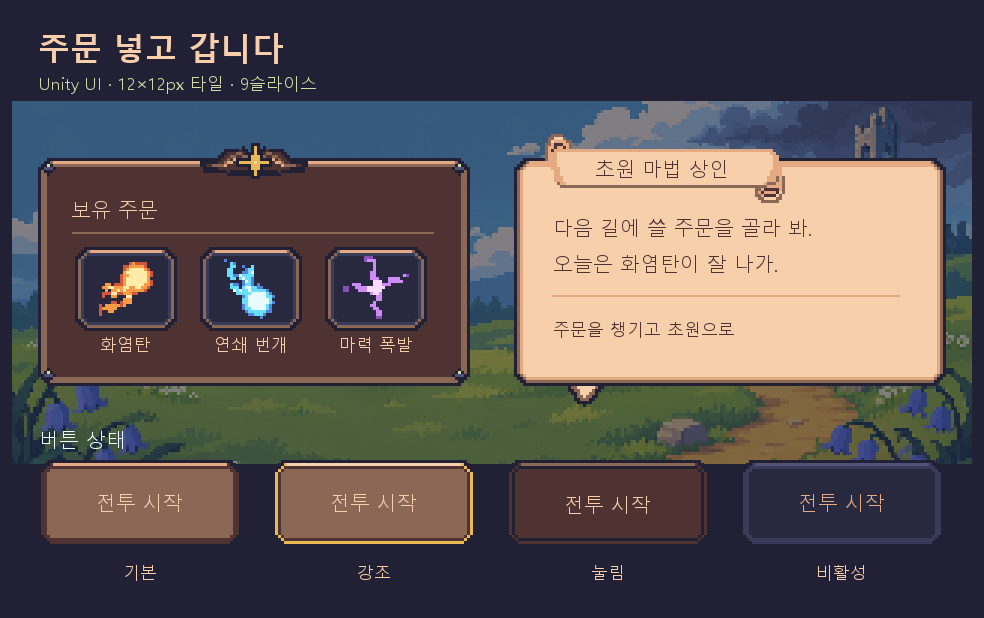 주문 넣고 갑니다
Unity UI · 12×12px 타일 · 9슬라이스
보유 주문
화염탄
연쇄 번개
마력 폭발
초원 마법 상인
다음 길에 쓸 주문을 골라 봐.
오늘은 화염탄이 잘 나가.
주문을 챙기고 초원으로
버튼 상태
전투 시작
전투 시작
전투 시작
전투 시작
기본
강조
눌림
비활성